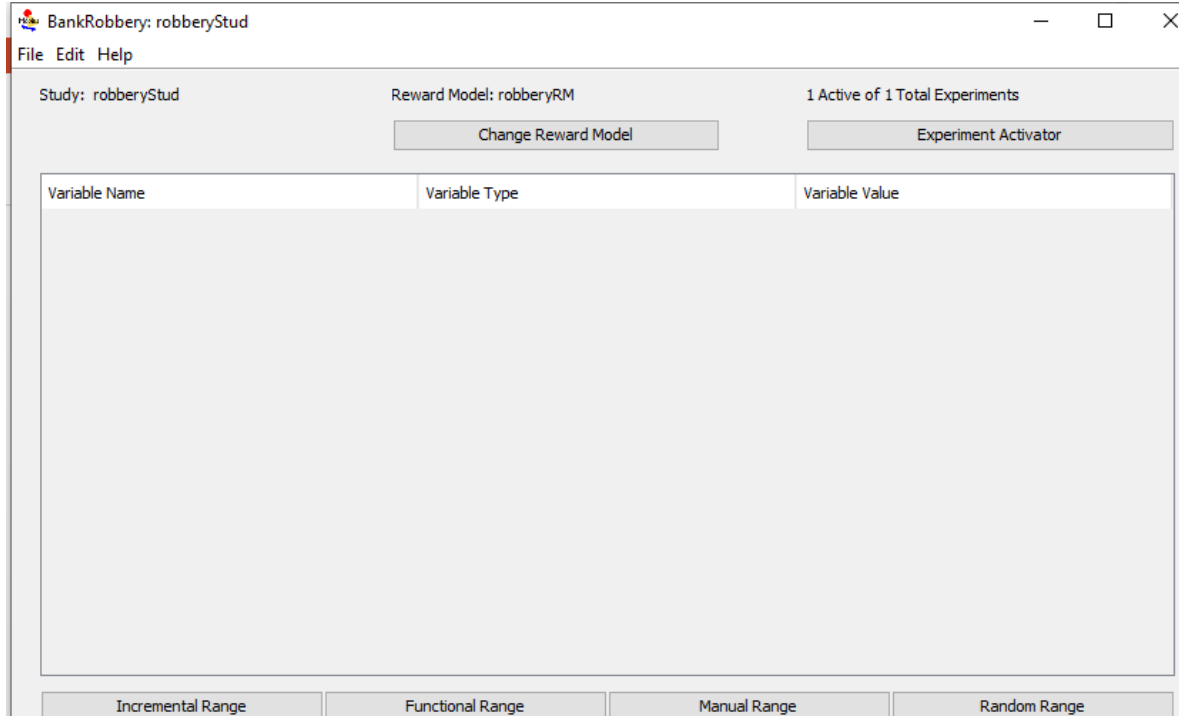 BankRobbery: robberyStud
File Edit Help
Study: robberyStud Reward Model: robberyRM 1 Active of 1 Total Experiments
Change Reward Model Experiment Activator
Variable Name Variable Type Variable Value
Incremental Range Functional Range Manual Range Random Range